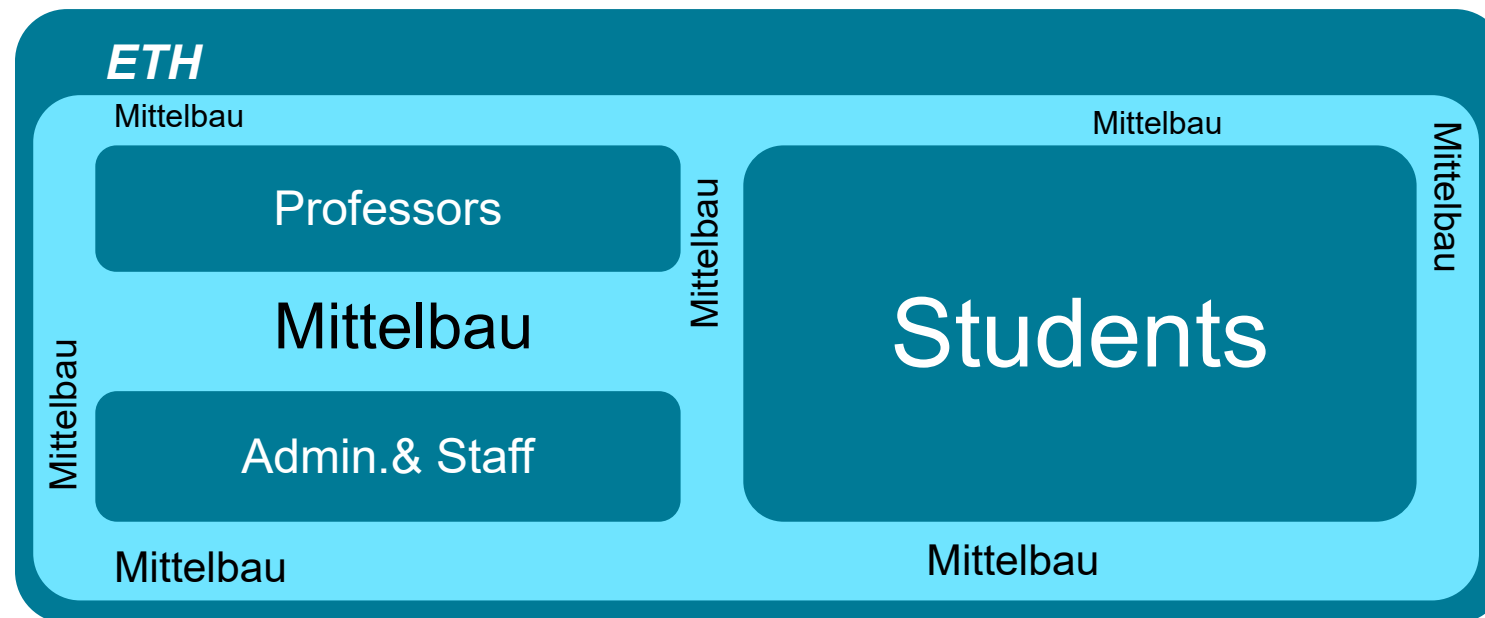 ETH
Mittelbau
Mittelbau
Mittelbau
Professors
Mittelbau
Mittelbau
Students
Mittelbau
Admin.& Staff
Mittelbau
Mittelbau